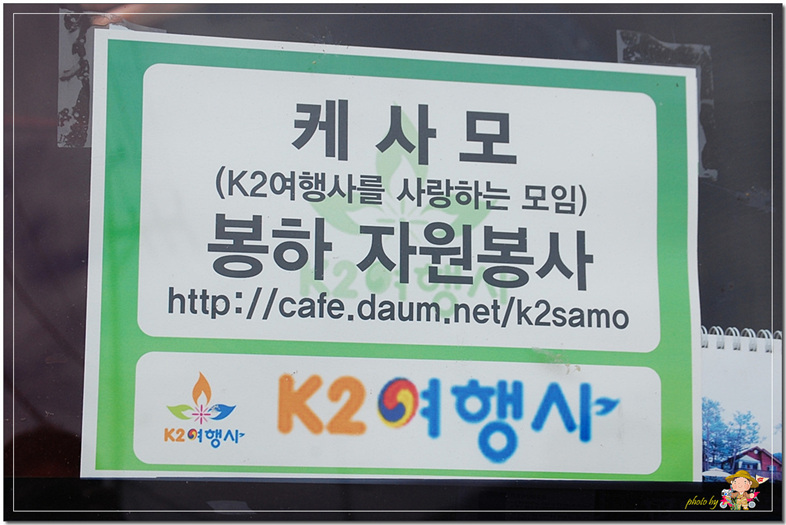 케사모
(K2여행사를 사랑하는 모임)
봉하 자원봉사
http://cafe.daum.net/k2samo
K2여행사
K2여행사
photo by